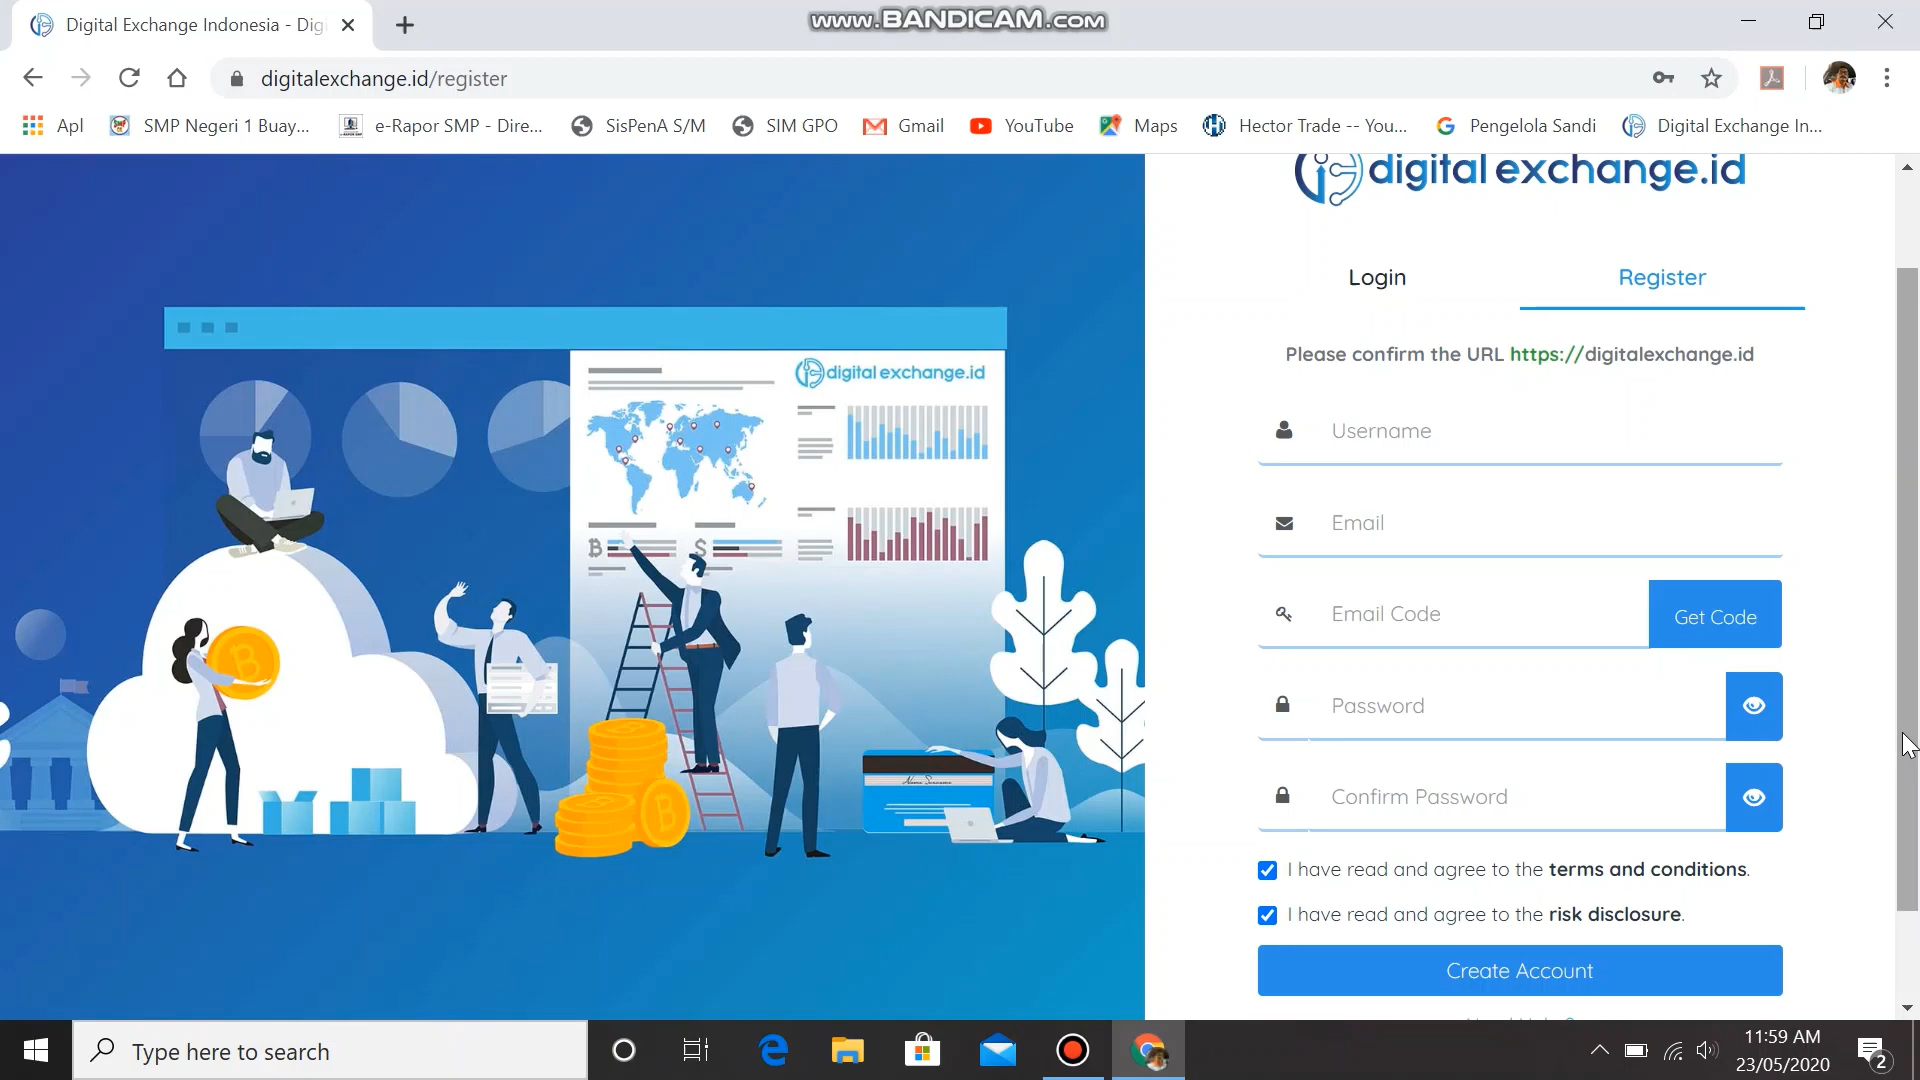 Digital Exchange Indonesia - Dig
www.BANDICAM.com
digitalexchange.id/register
Apl
SMP Negeri 1 Buay...
e-Rapor SMP - Dire...
SisPenA S/M
SIM GPO
Gmail
YouTube
Maps
Hector Trade -- You...
Pengelola Sandi
Digital Exchange In...
digital exchange.id
Login
Register
Please confirm the URL https://digitalexchange.id
digital exchange.id
Username
Email
Email Code
Get Code
Password
Confirm Password
I have read and agree to the terms and conditions.
I have read and agree to the risk disclosure.
Create Account
Type here to search
11:59 AM
23/05/2020
2